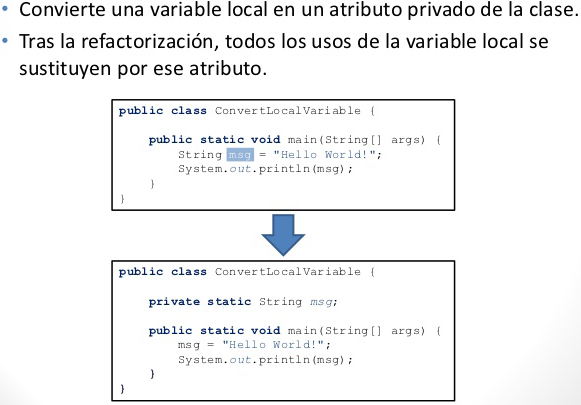 • Convierte una variable local en un atributo privado de la clase.
• Tras la refactorización, todos los usos de la variable local se
sustituyen por ese atributo.
public class ConvertLocalVariable {
public static void main(String[] args) {
String msg = "Hello World!";
System.out.println(msg);
}
}
public class ConvertLocalVariable {
private static String msg;
public static void main(String[] args) {
msg = "Hello World!";
System.out.println(msg);
}
}